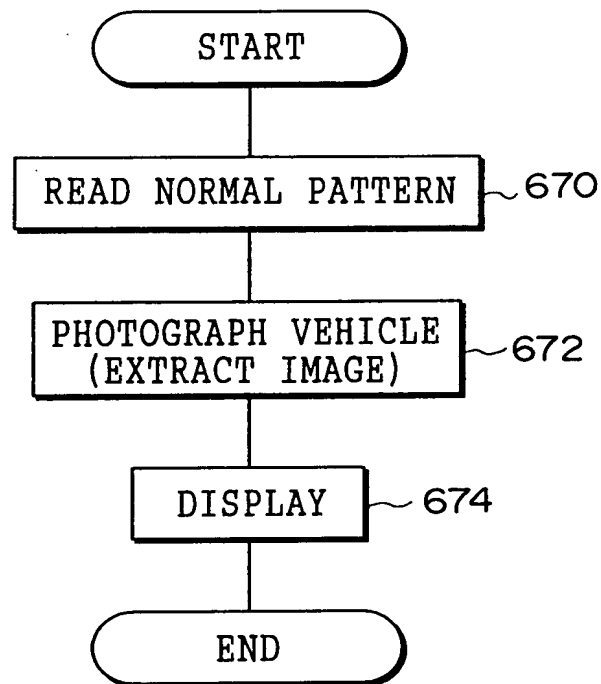 START
READ NORMAL PATTERN 670
PHOTOGRAPH VEHICLE
(EXTRACT IMAGE) 672
DISPLAY 674
END